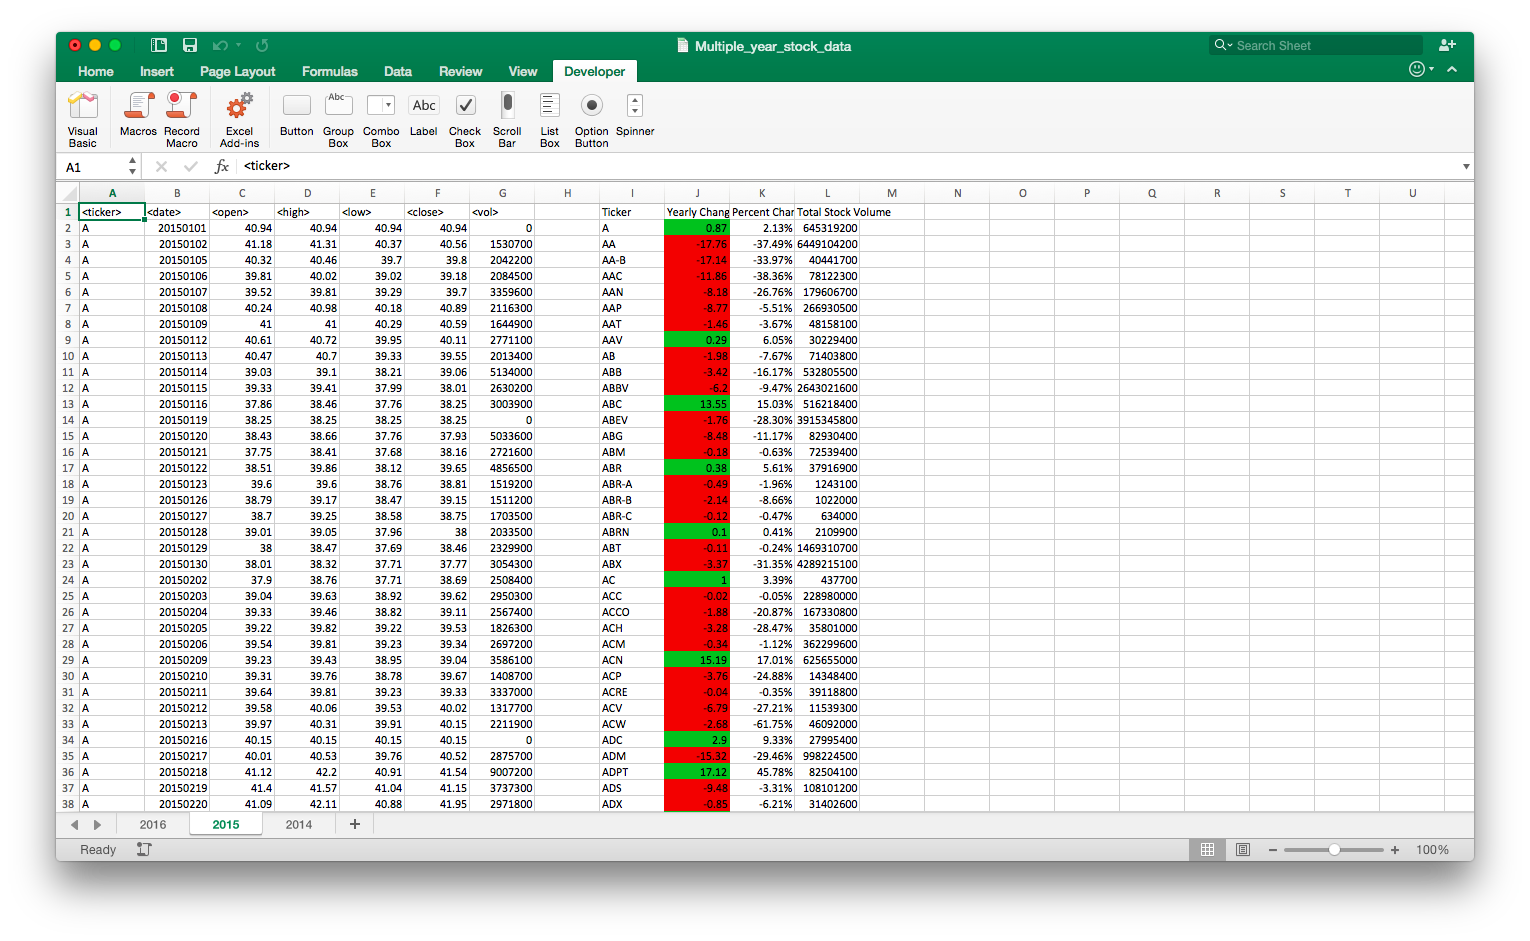 Multiple_year_stock_data
Search Sheet
Home Insert Page Layout Formulas Data Review View Developer
Visual Basic Macros Record Macro Excel Add-ins Button Abc Group Box Combo Box Abc Label Check Box Scroll Bar List Box Option Button Spinner
A1 fx <ticker>
A B C D E F G H I J K L M N O P Q R S T U
1 <ticker> <date> <open> <high> <low> <close> <vol> Ticker Yearly Chang Percent Char Total Stock Volume
2 A 20150101 40.94 40.94 40.94 40.94 0 A 0.87 2.13% 645319200
3 A 20150102 41.18 41.31 40.37 40.56 1530700 AA -17.76 -37.49% 6449104200
4 A 20150105 40.32 40.46 39.7 39.8 2042200 AA-B -17.14 -33.97% 40441700
5 A 20150106 39.81 40.02 39.02 39.18 2084500 AAC -11.86 -38.36% 78122300
6 A 20150107 39.52 39.81 39.29 39.7 3359600 AAN -8.18 -26.76% 179606700
7 A 20150108 40.24 40.98 40.18 40.89 2116300 AAP -8.77 -5.51% 266930500
8 A 20150109 41 41 40.29 40.59 1644900 AAT -1.46 -3.67% 48158100
9 A 20150112 40.61 40.72 39.95 40.11 2771100 AAV 0.29 6.05% 30229400
10 A 20150113 40.47 40.7 39.33 39.55 2013400 AB -1.98 -7.67% 71403800
11 A 20150114 39.03 39.1 38.21 39.06 5134000 ABB -3.42 -16.17% 532805500
12 A 20150115 39.33 39.41 37.99 38.01 2630200 ABBV -6.2 -9.47% 2643021600
13 A 20150116 37.86 38.46 37.76 38.25 3003900 ABC 13.55 15.03% 516218400
14 A 20150119 38.25 38.25 38.25 38.25 0 ABEV -1.76 -28.30% 3915345800
15 A 20150120 38.43 38.66 37.76 37.93 5033600 ABG -8.48 -11.17% 82930400
16 A 20150121 37.75 38.41 37.68 38.16 2721600 ABM -0.18 -0.63% 72539400
17 A 20150122 38.51 39.86 38.12 39.65 4856500 ABR 0.38 5.61% 37916900
18 A 20150123 39.6 39.6 38.76 38.81 1519200 ABR-A -0.49 -1.96% 1243100
19 A 20150126 38.79 39.17 38.47 39.15 1511200 ABR-B -2.14 -8.66% 1022000
20 A 20150127 38.7 39.25 38.58 38.75 1703500 ABR-C -0.12 -0.47% 634000
21 A 20150128 39.01 39.05 37.96 38 2033500 ABRN 0.1 0.41% 2109900
22 A 20150129 38 38.47 37.69 38.46 2329900 ABT -0.11 -0.24% 1469310700
23 A 20150130 38.01 38.32 37.71 37.77 3054300 ABX -3.37 -31.35% 4289215100
24 A 20150202 37.9 38.76 37.71 38.69 2508400 AC 1 3.39% 437700
25 A 20150203 39.04 39.63 38.92 39.62 2950300 ACC -0.02 -0.05% 228980000
26 A 20150204 39.33 39.46 38.82 39.11 2567400 ACCO -1.88 -20.87% 167330800
27 A 20150205 39.22 39.82 39.22 39.53 1826300 ACH -3.28 -28.47% 35801000
28 A 20150206 39.54 39.81 39.23 39.34 2697200 ACM -0.34 -1.12% 362299600
29 A 20150209 39.23 39.43 38.95 39.04 3586100 ACN 15.19 17.01% 625655000
30 A 20150210 39.31 39.76 38.78 39.67 1408700 ACP -3.76 -24.88% 14348400
31 A 20150211 39.64 39.81 39.23 39.33 3337000 ACRE -0.04 -0.35% 39118800
32 A 20150212 39.58 40.06 39.53 40.02 1317700 ACV -6.79 -27.21% 11539300
33 A 20150213 39.97 40.31 39.91 40.15 2211900 ACW -2.68 -61.75% 46092000
34 A 20150216 40.15 40.15 40.15 40.15 0 ADC 2.9 9.33% 27995400
35 A 20150217 40.01 40.53 39.76 40.52 2875700 ADM -15.32 -29.46% 998224500
36 A 20150218 41.12 42.2 40.91 41.54 9007200 ADPT 17.12 45.78% 82504100
37 A 20150219 41.4 41.57 41.04 41.15 3737300 ADS -9.48 -3.31% 108101200
38 A 20150220 41.09 42.11 40.88 41.95 2971800 ADX -0.85 -6.21% 31402600
2016 2015 2014 +
Ready 100%